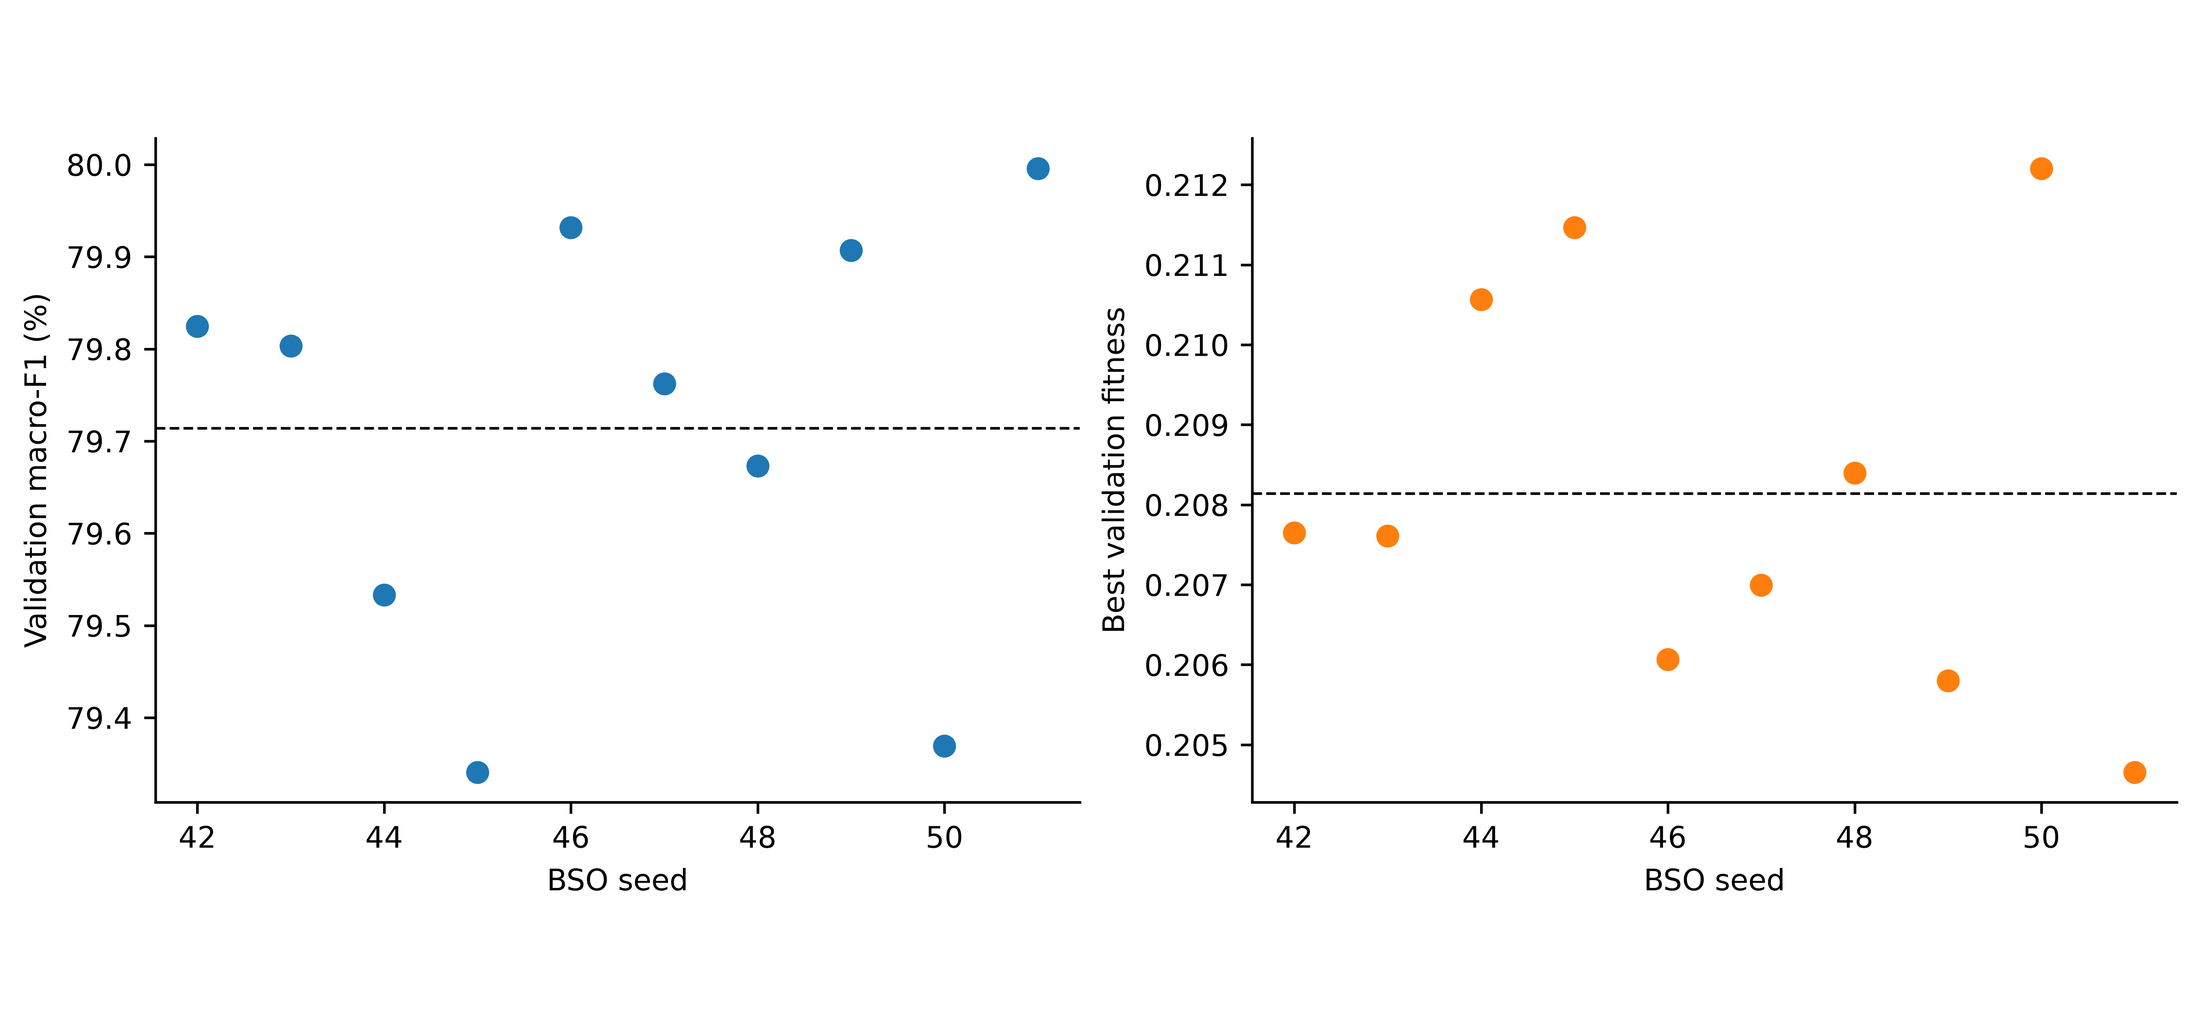 Validation macro-F1 (%)
80.0
79.9
79.8
79.7
79.6
79.5
79.4
42 44 46 48 50
BSO seed
Best validation fitness
0.212
0.211
0.210
0.209
0.208
0.207
0.206
0.205
42 44 46 48 50
BSO seed